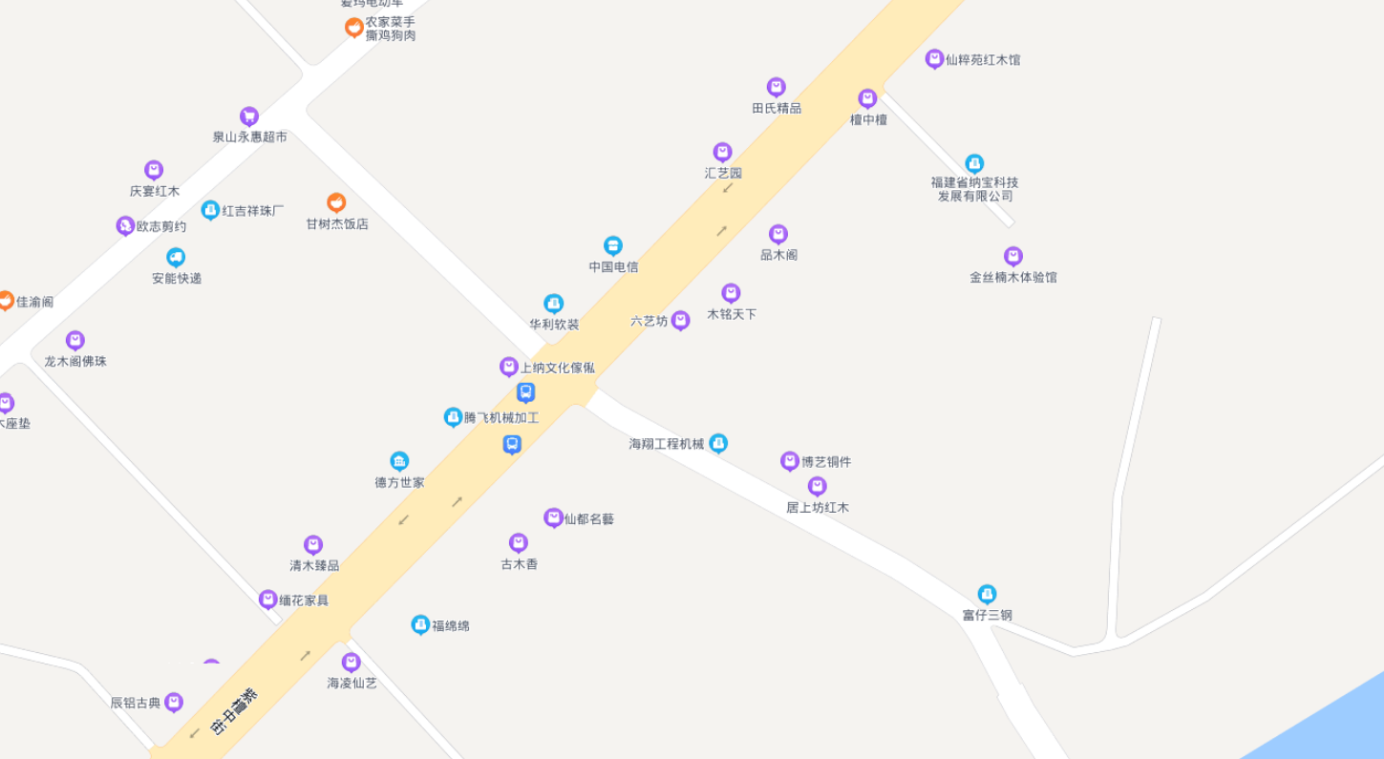 爱玛电动车
农家菜手
撕鸡狗肉
仙粹苑红木馆
田氏精品
檀中檀
泉山永惠超市
汇艺园
福建省纳宝科技
发展有限公司
庆宴红木
红吉祥珠厂
欧志剪约
甘树杰饭店
品木阁
中国电信
安能快递
金丝楠木体验馆
佳渝阁
华利软装
六艺坊
木铭天下
龙木阁佛珠
上纳文化傢俬
木座垫
腾飞机械加工
海翔工程机械
博艺铜件
德方世家
居上坊红木
仙都名藝
古木香
清木臻品
缅花家具
富仔三钢
福绵绵
海凌仙艺
辰铝古典
紫檀中街